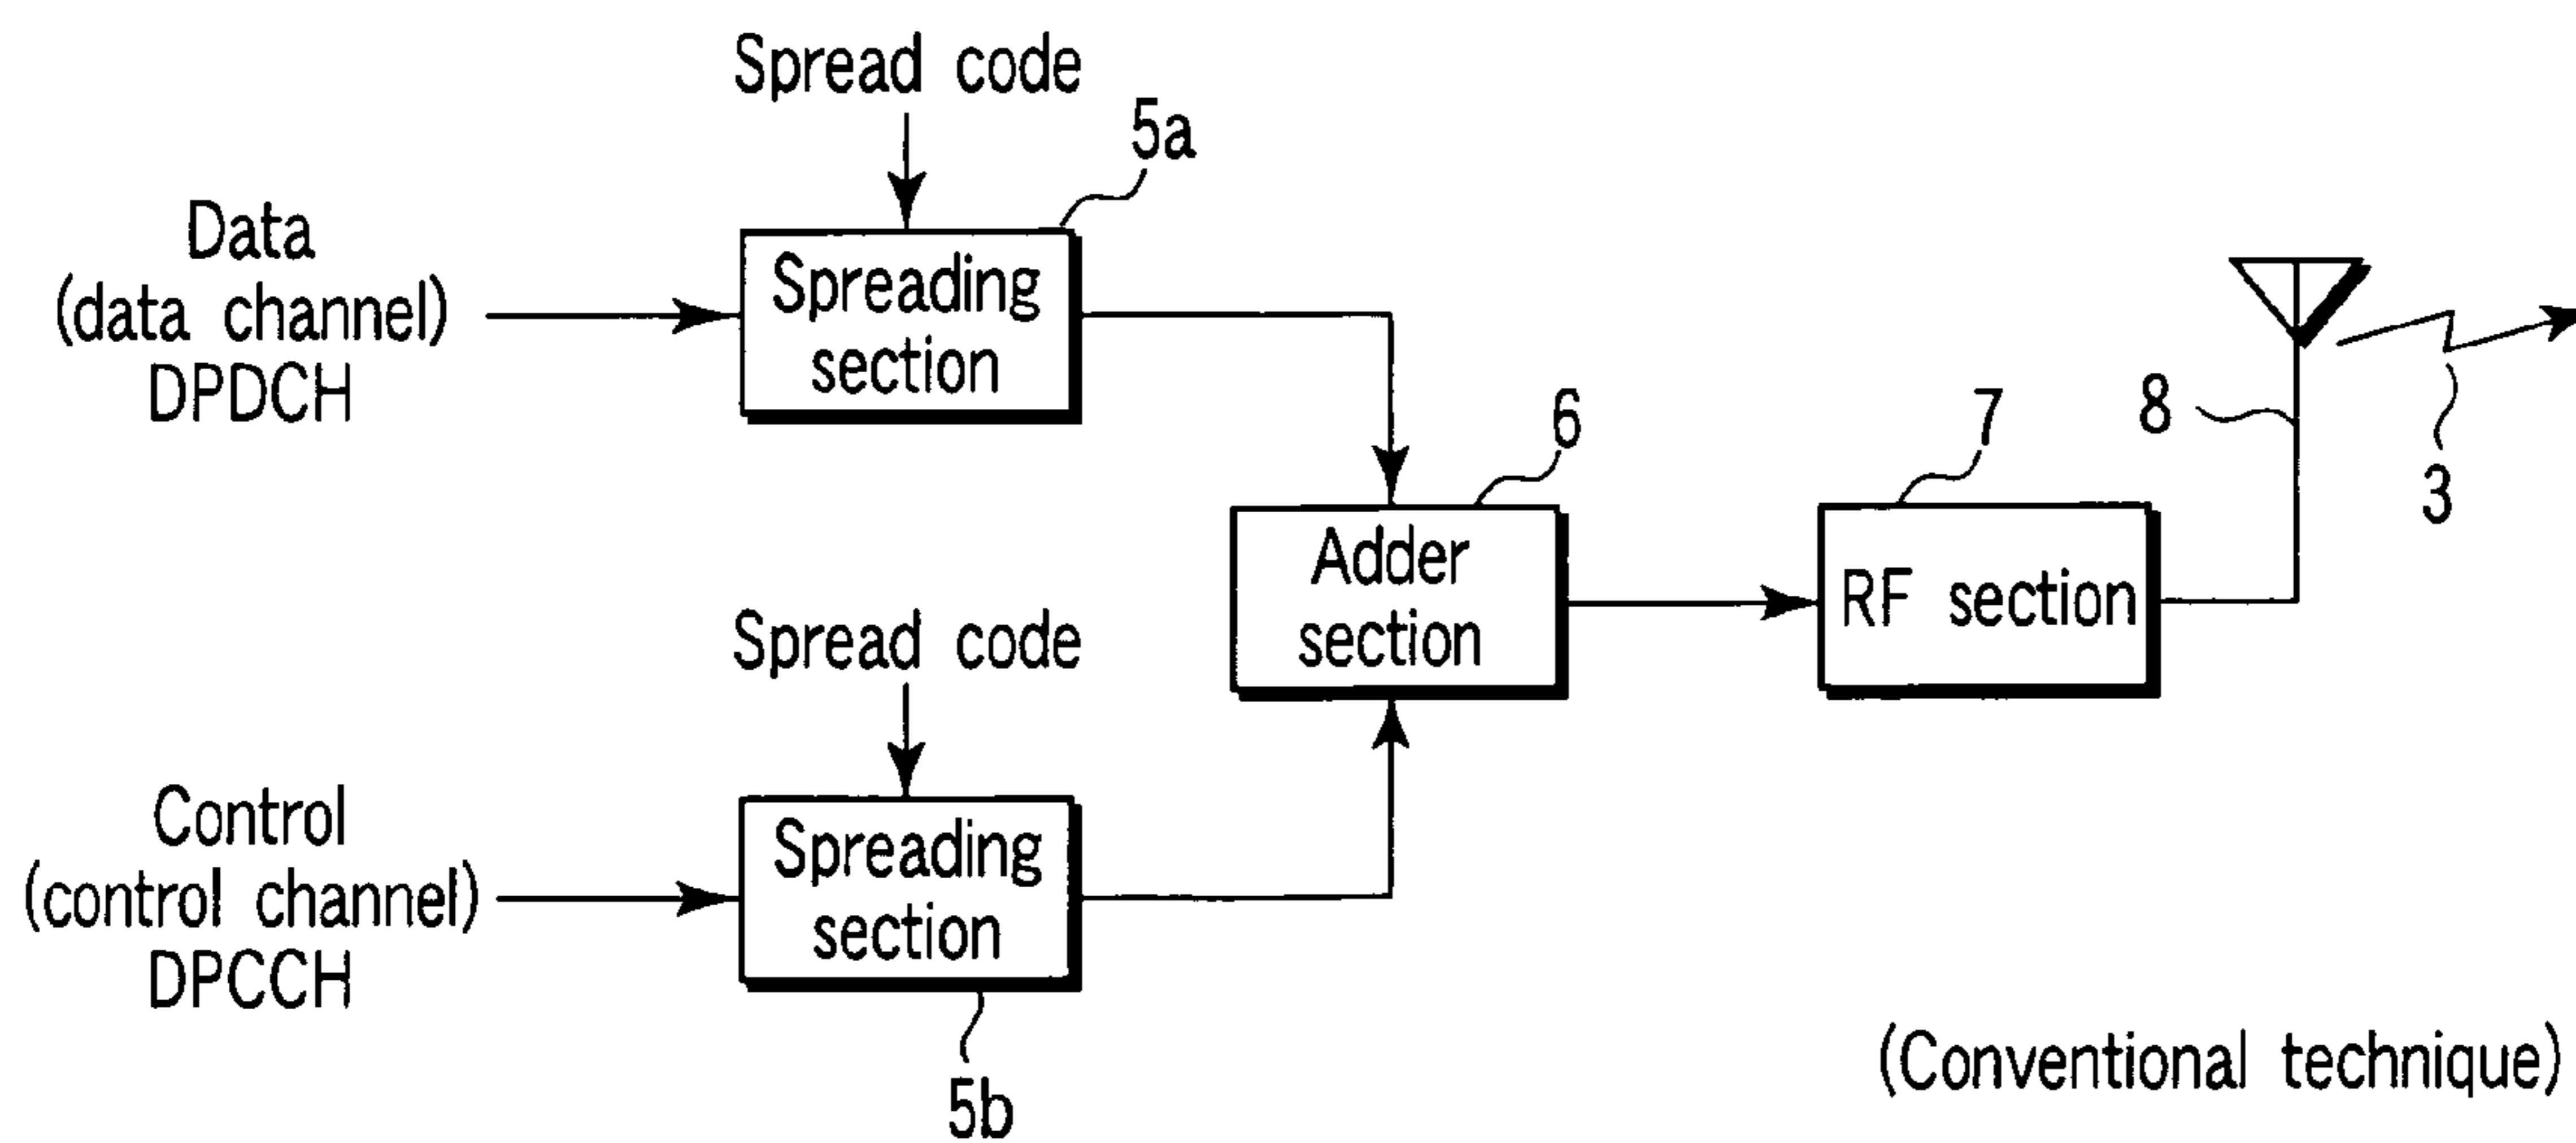 Spread code
5a
Data
(data channel)
DPDCH
Spreading
section
6
7
8
3
Adder
section
RF section
Spread code
Control
(control channel)
DPCCH
Spreading
section
5b
(Conventional technique)